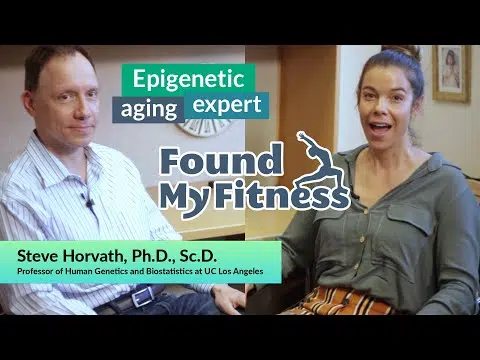 Epigenetic
aging expert
Found
MyFitness
Steve Horvath, Ph.D., Sc.D.
Professor of Human Genetics and Biostatistics at UC Los Angeles